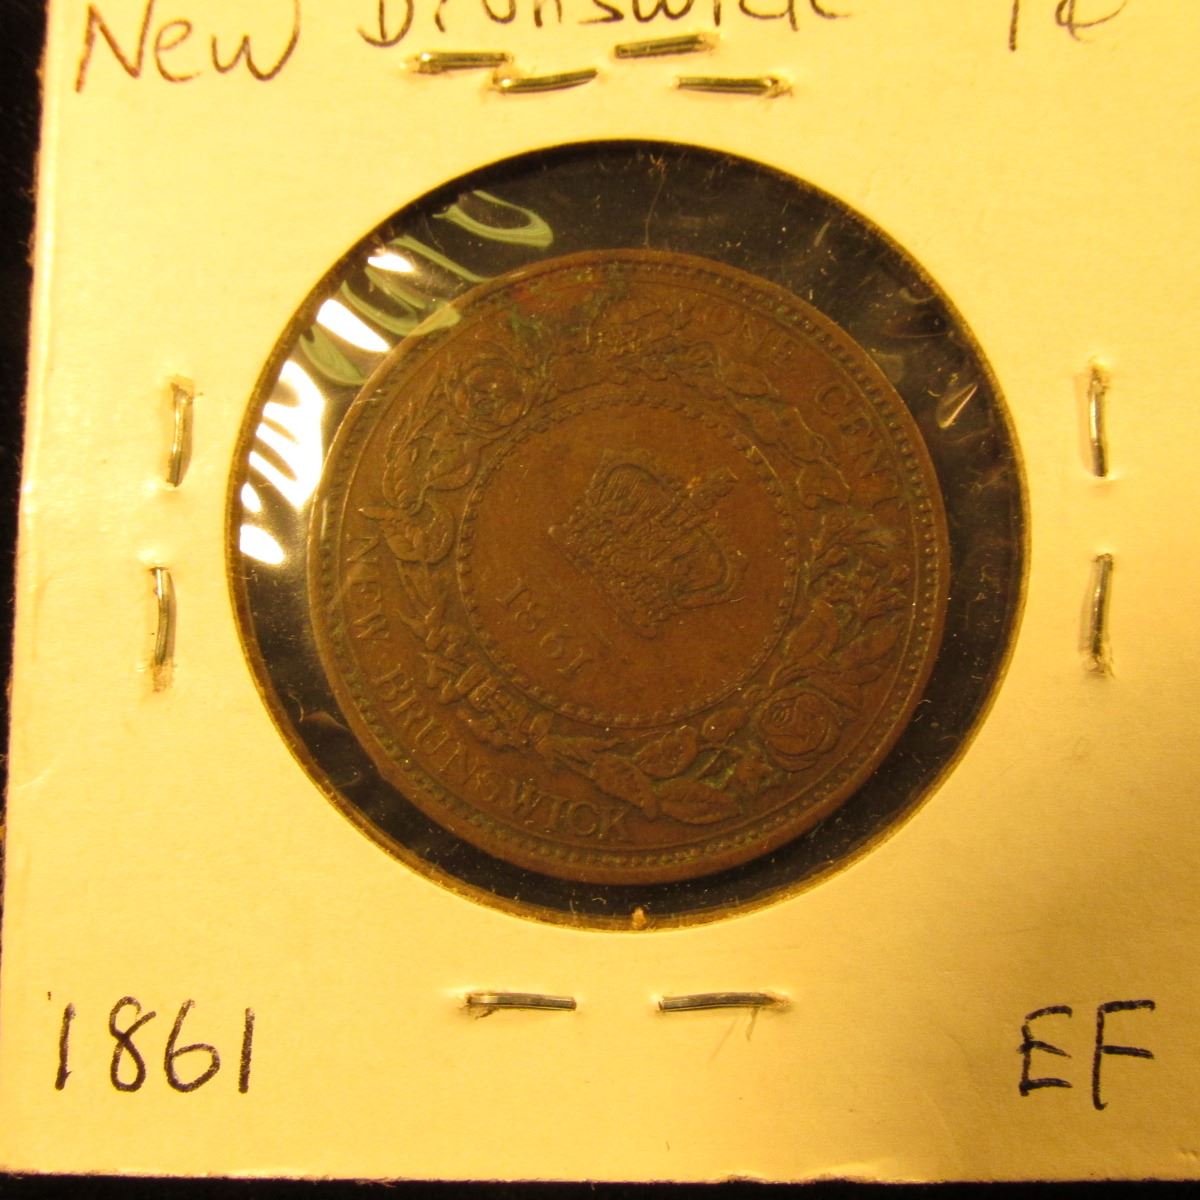 New Brunswick 1¢
ONE CENT
1861
NEW BRUNSWICK
1861 EF